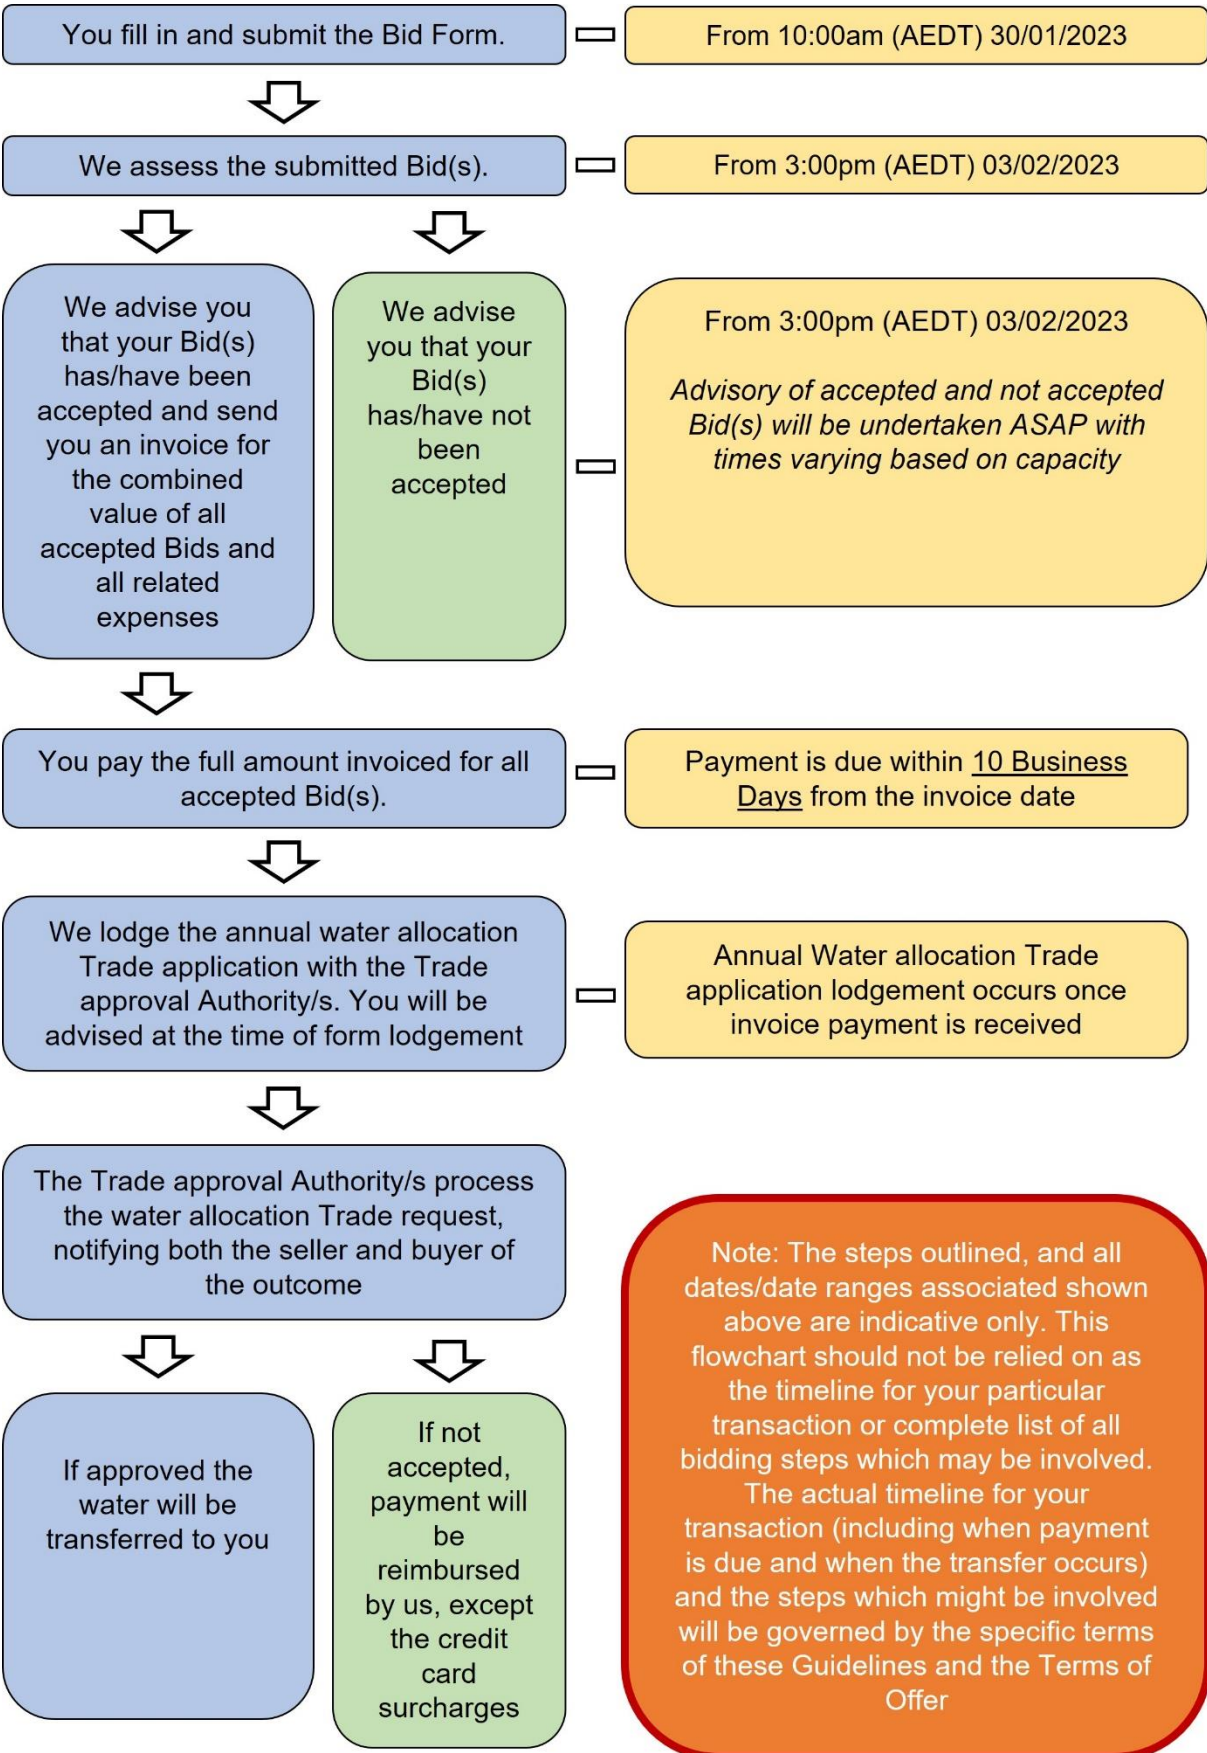 You fill in and submit the Bid Form.
From 10:00am (AEDT) 30/01/2023
We assess the submitted Bid(s).
From 3:00pm (AEDT) 03/02/2023
We advise you
that your Bid(s)
has/have been
accepted and send
you an invoice for
the combined
value of all
accepted Bids and
all related
expenses
We advise
you that your
Bid(s)
has/have not
been
accepted
From 3:00pm (AEDT) 03/02/2023
Advisory of accepted and not accepted
Bid(s) will be undertaken ASAP with
times varying based on capacity
You pay the full amount invoiced for all
accepted Bid(s).
Payment is due within 10 Business
Days from the invoice date
We lodge the annual water allocation
Trade application with the Trade
approval Authority/s. You will be
advised at the time of form lodgement
Annual Water allocation Trade
application lodgement occurs once
invoice payment is received
The Trade approval Authority/s process
the water allocation Trade request,
notifying both the seller and buyer of
the outcome
If approved the
water will be
transferred to you
If not
accepted,
payment will
be
reimbursed
by us, except
the credit
card
surcharges
Note: The steps outlined, and all
dates/date ranges associated shown
above are indicative only. This
flowchart should not be relied on as
the timeline for your particular
transaction or complete list of all
bidding steps which may be involved.
The actual timeline for your
transaction (including when payment
is due and when the transfer occurs)
and the steps which might be involved
will be governed by the specific terms
of these Guidelines and the Terms of
Offer